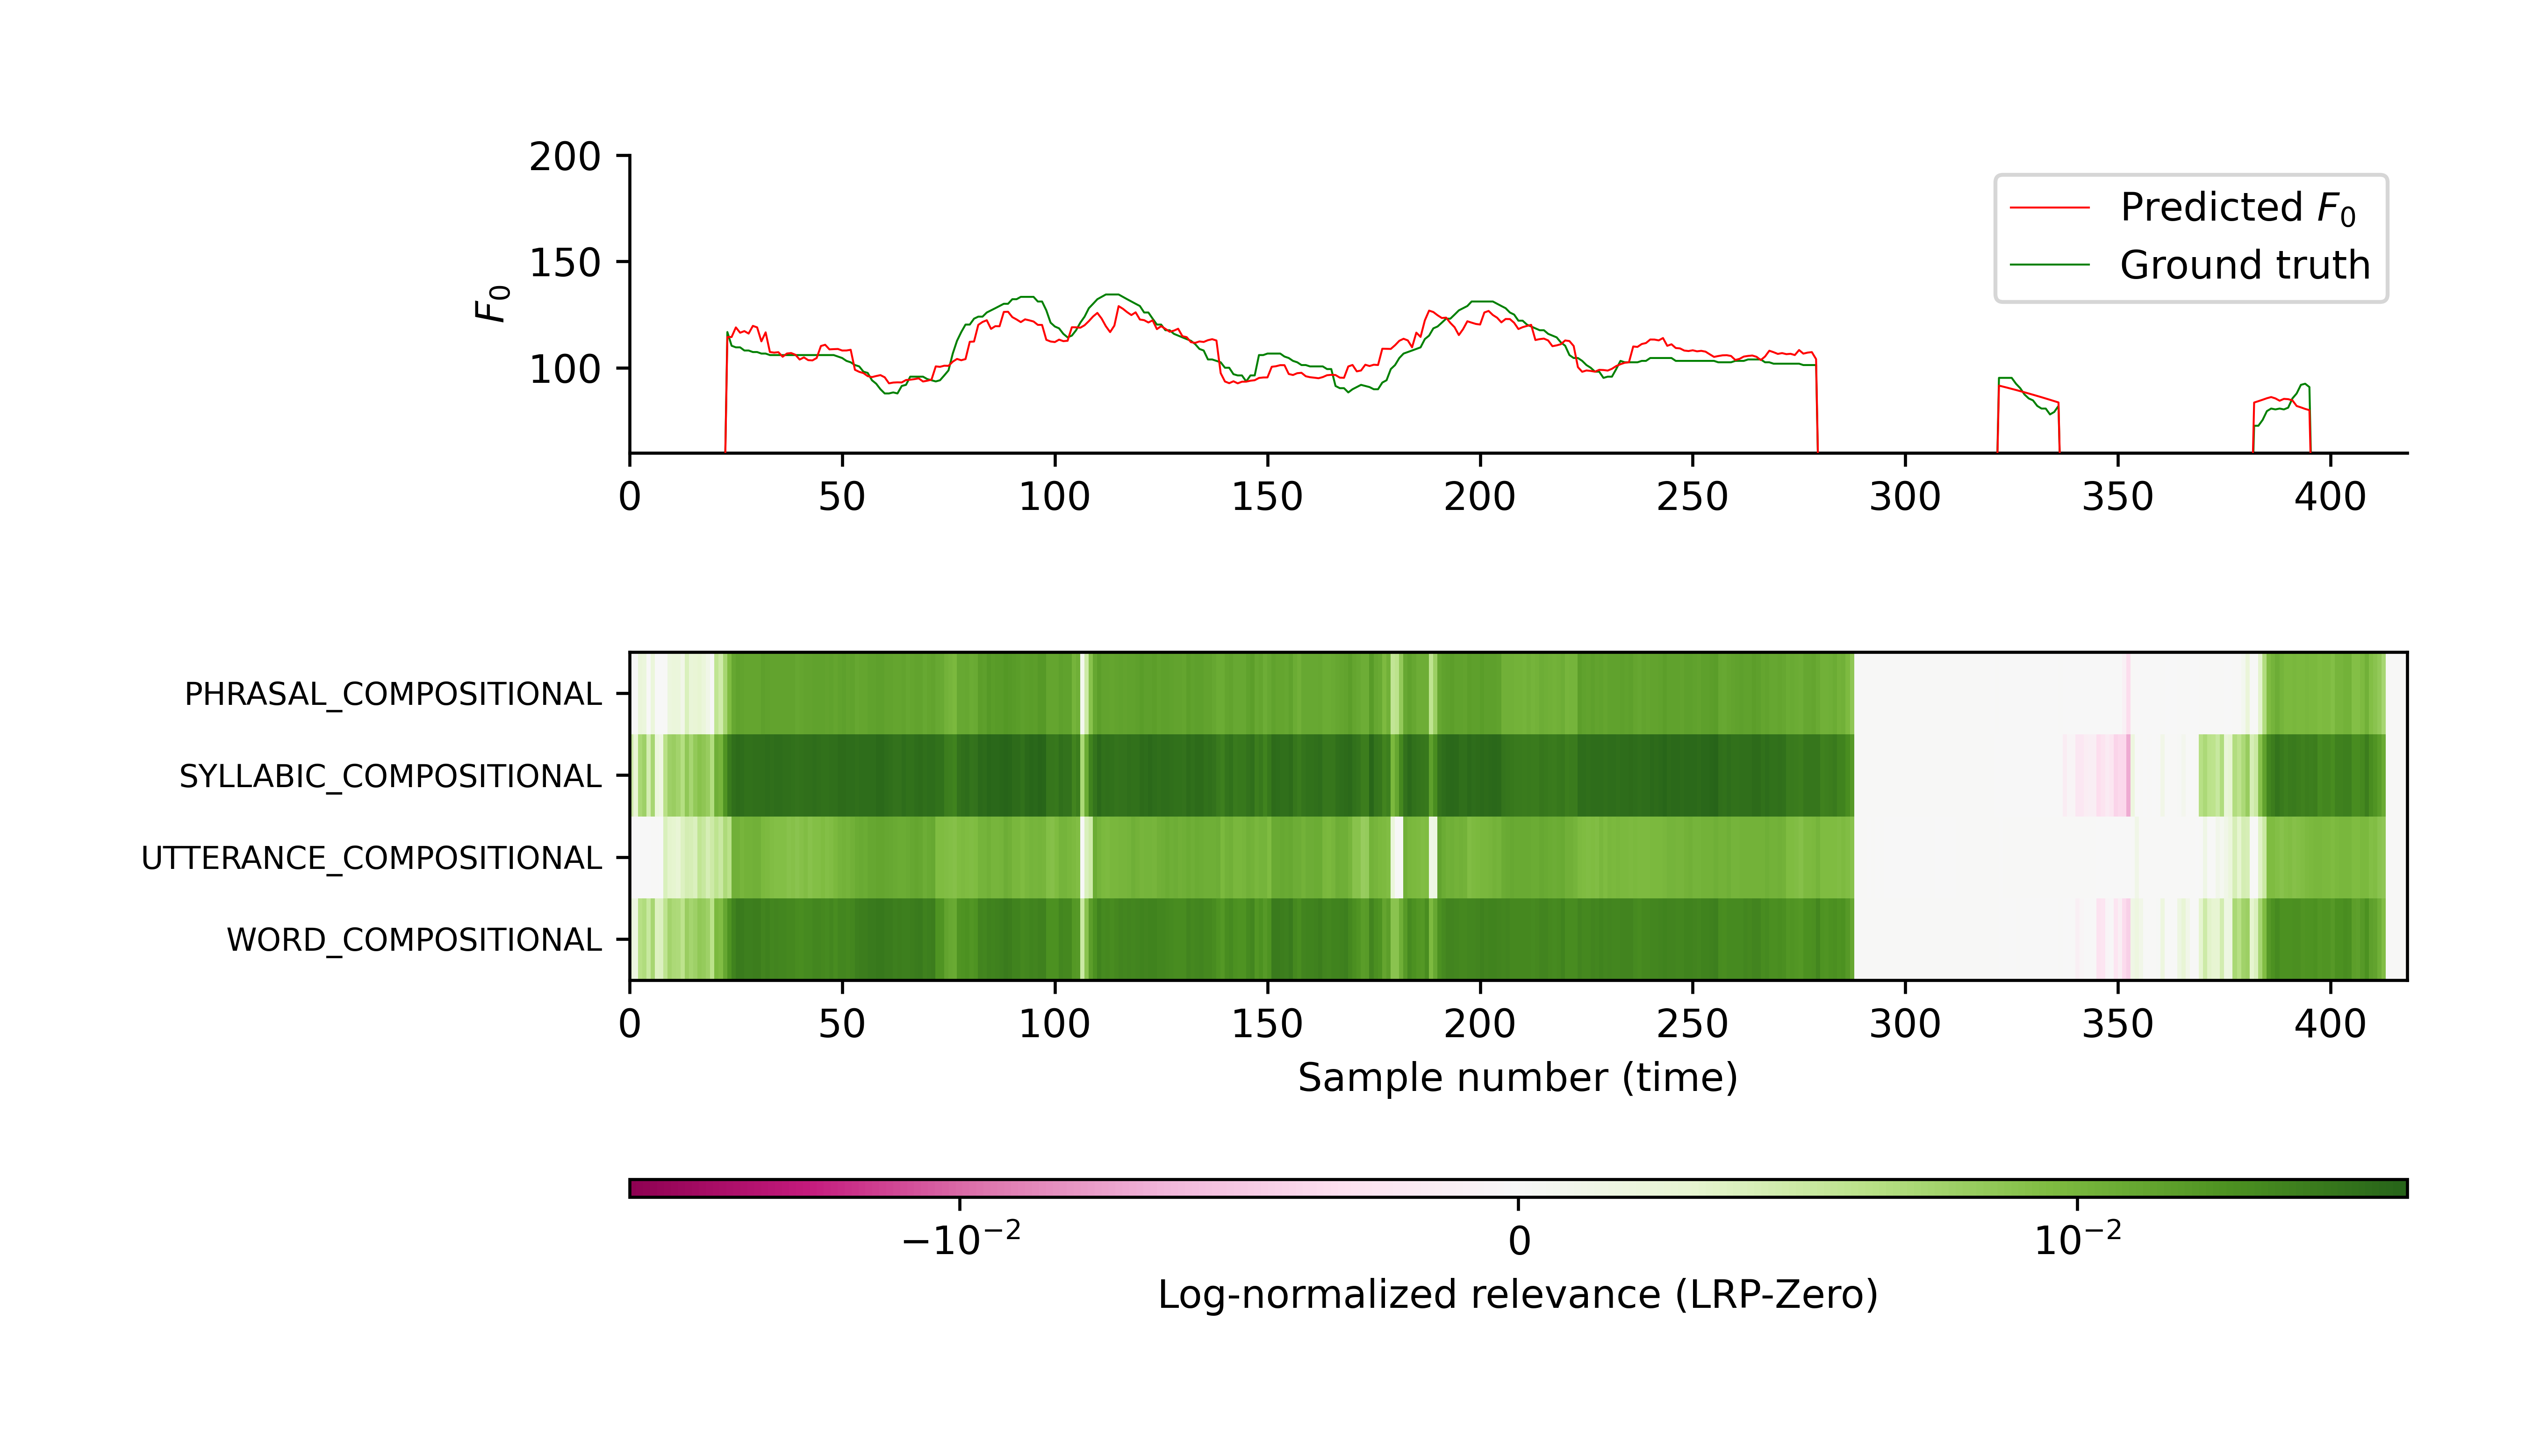 200
150
100
F₀
Predicted F₀
Ground truth
0 50 100 150 200 250 300 350 400
PHRASAL_COMPOSITIONAL
SYLLABIC_COMPOSITIONAL
UTTERANCE_COMPOSITIONAL
WORD_COMPOSITIONAL
0 50 100 150 200 250 300 350 400
Sample number (time)
−10⁻² 0 10⁻²
Log-normalized relevance (LRP-Zero)